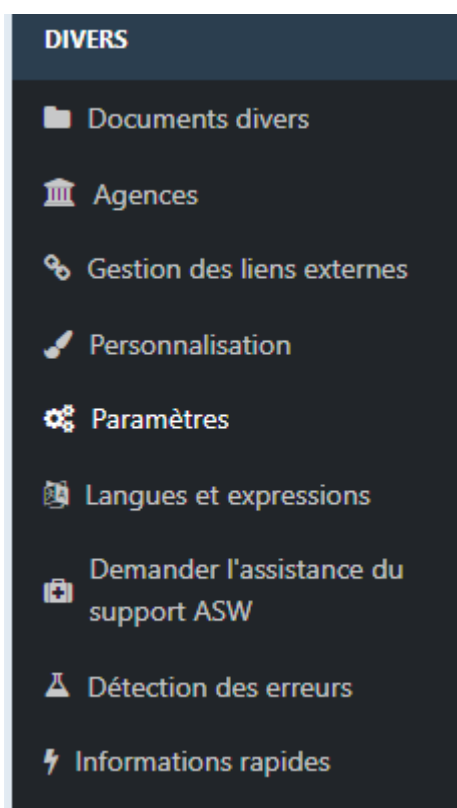 DIVERS
Documents divers
Agences
Gestion des liens externes
Personnalisation
Paramètres
Langues et expressions
Demander l'assistance du
support ASW
Détection des erreurs
Informations rapides